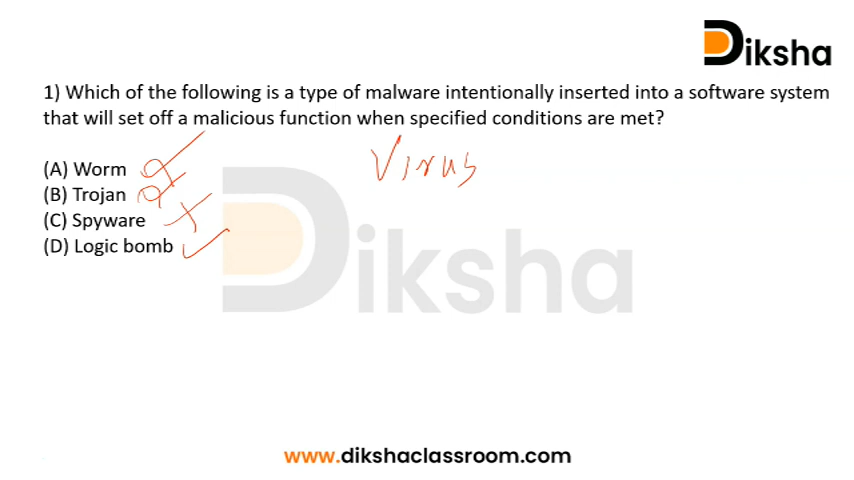 Diksha
1) Which of the following is a type of malware intentionally inserted into a software system
that will set off a malicious function when specified conditions are met?
Virus
(A) Worm
(B) Trojan
(C) Spyware
(D) Logic bomb
Diksha
www.dikshaclassroom.com